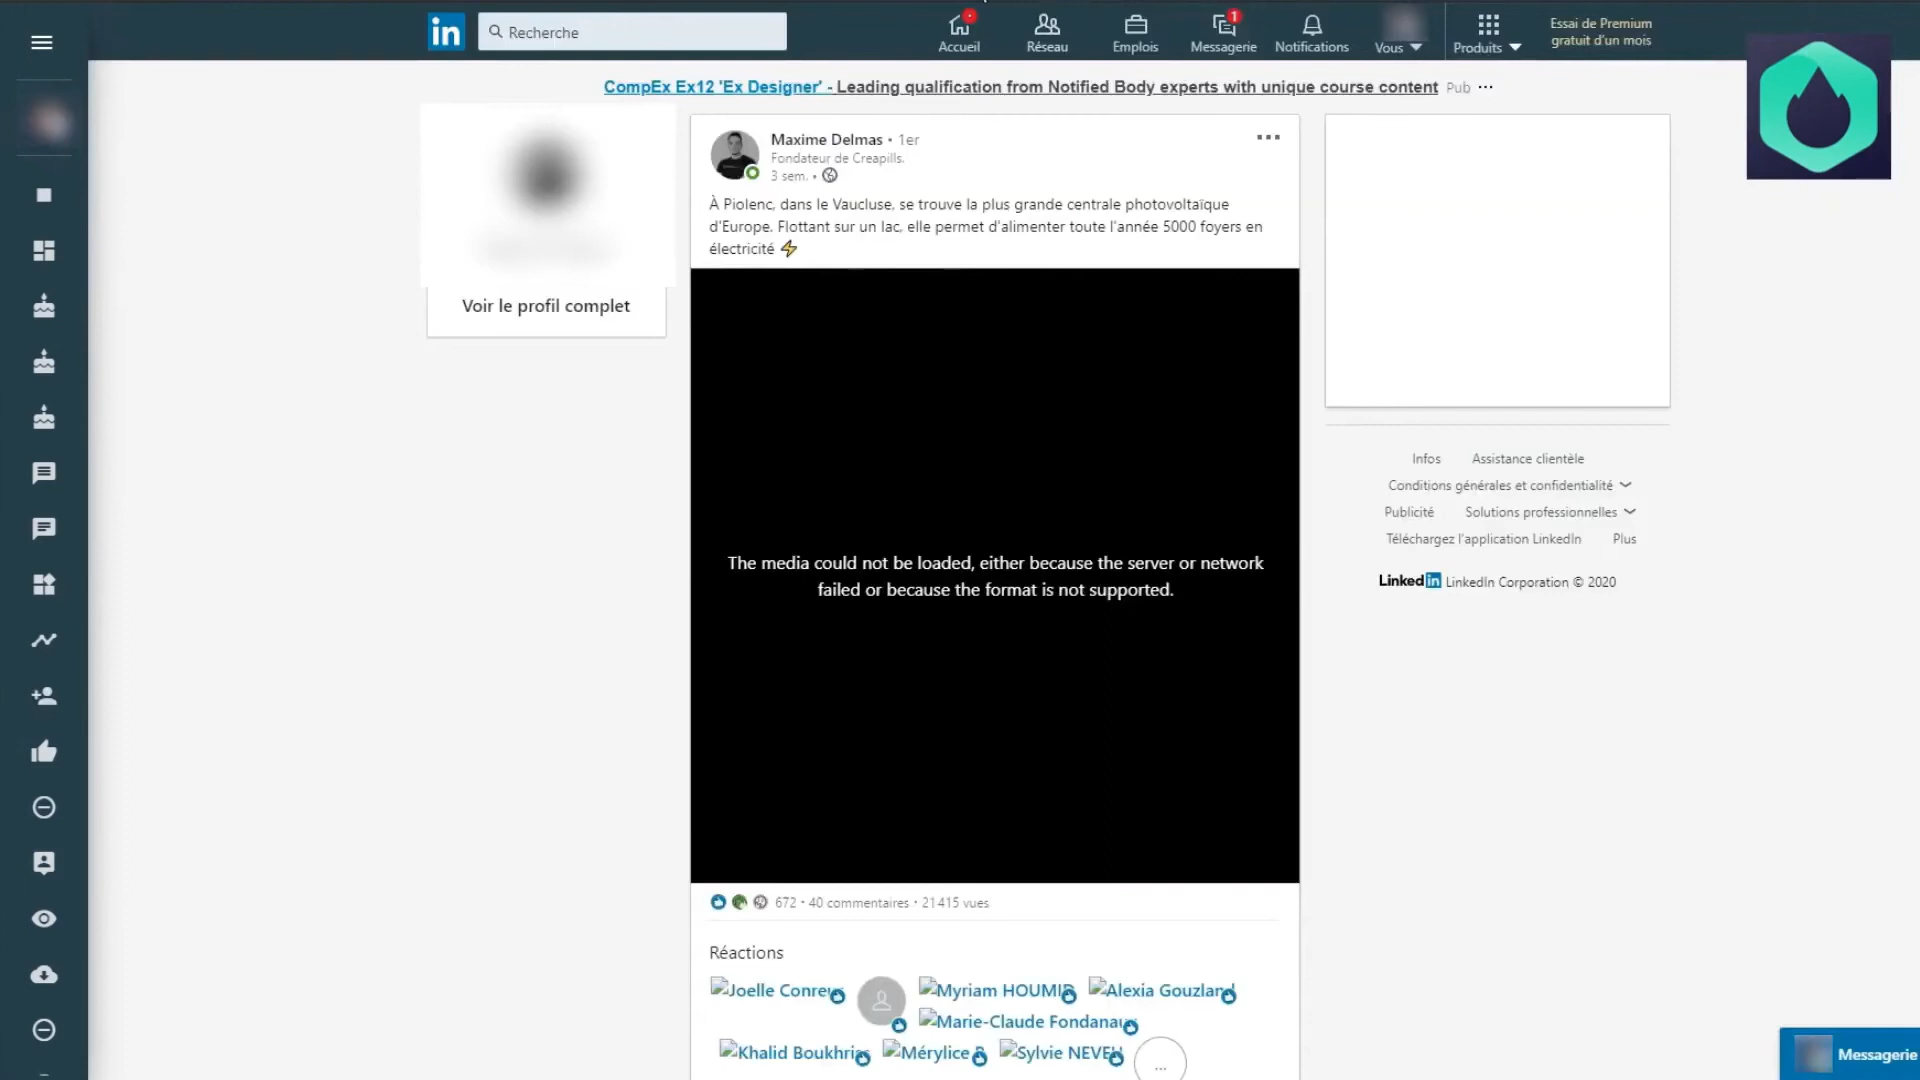 in
Recherche
Accueil
Réseau
Emplois
1
Messagerie
Notifications
Vous
Produits
Essai de Premium
gratuit d'un mois
CompEx Ex12 'Ex Designer' - Leading qualification from Notified Body experts with unique course content Pub ...
Maxime Delmas • 1er
Fondateur de Creapills.
3 sem. •
À Piolenc, dans le Vaucluse, se trouve la plus grande centrale photovoltaïque
d'Europe. Flottant sur un lac, elle permet d'alimenter toute l'année 5000 foyers en
électricité ⚡
Voir le profil complet
The media could not be loaded, either because the server or network
failed or because the format is not supported.
672 • 40 commentaires • 21 415 vues
Réactions
Joelle
Myriam
Alexia
Marie-Claude
Khalid
Mérylice
Sylvie
...
Infos Assistance clientèle
Conditions générales et confidentialité
Publicité Solutions professionnelles
Téléchargez l'application LinkedIn Plus
Linkedin LinkedIn Corporation © 2020
Messagerie